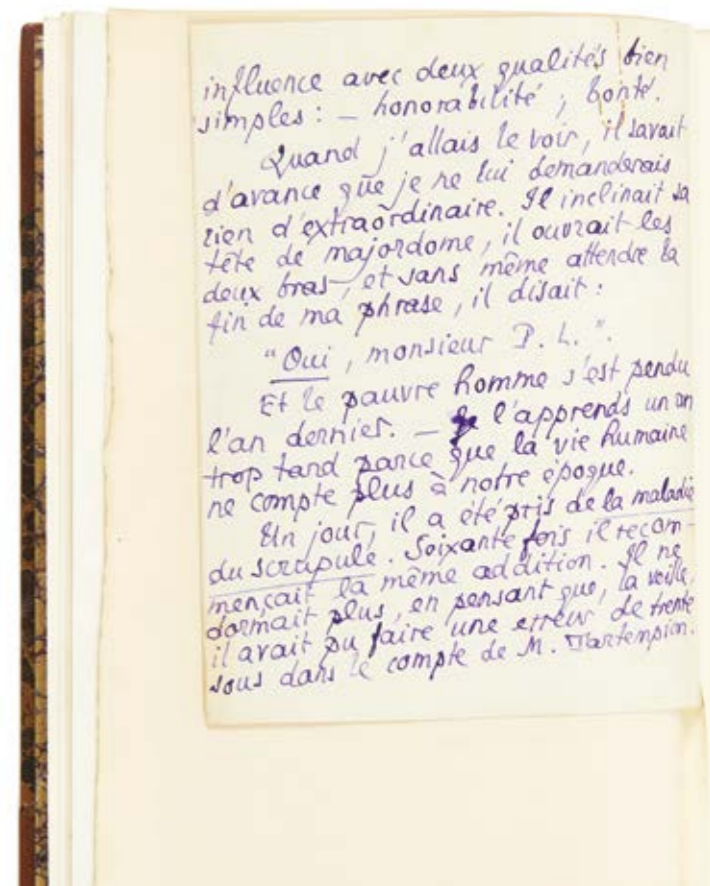 influence avec deux qualités bien
simples : — honorabilité ; bonté.
Quand j'allais le voir, il savait
d'avance que je ne lui demanderais
rien d'extraordinaire. Il inclinait sa
tête de majordome, il ouvrait les
deux bras, et sans même attendre la
fin de ma phrase, il disait :
"Oui, monsieur P. L.".
Et le pauvre homme s'est pendu
l'an dernier. — Je l'apprends un an
trop tard parce que la vie humaine
ne compte plus à notre époque.
Un jour, il a été pris de la maladie
du scrupule. Soixante fois il recom-
mençait la même addition. Il ne
dormait plus, en pensant que, la veille,
il avait pu faire une erreur de trente
sous dans le compte de M. Tartempion.